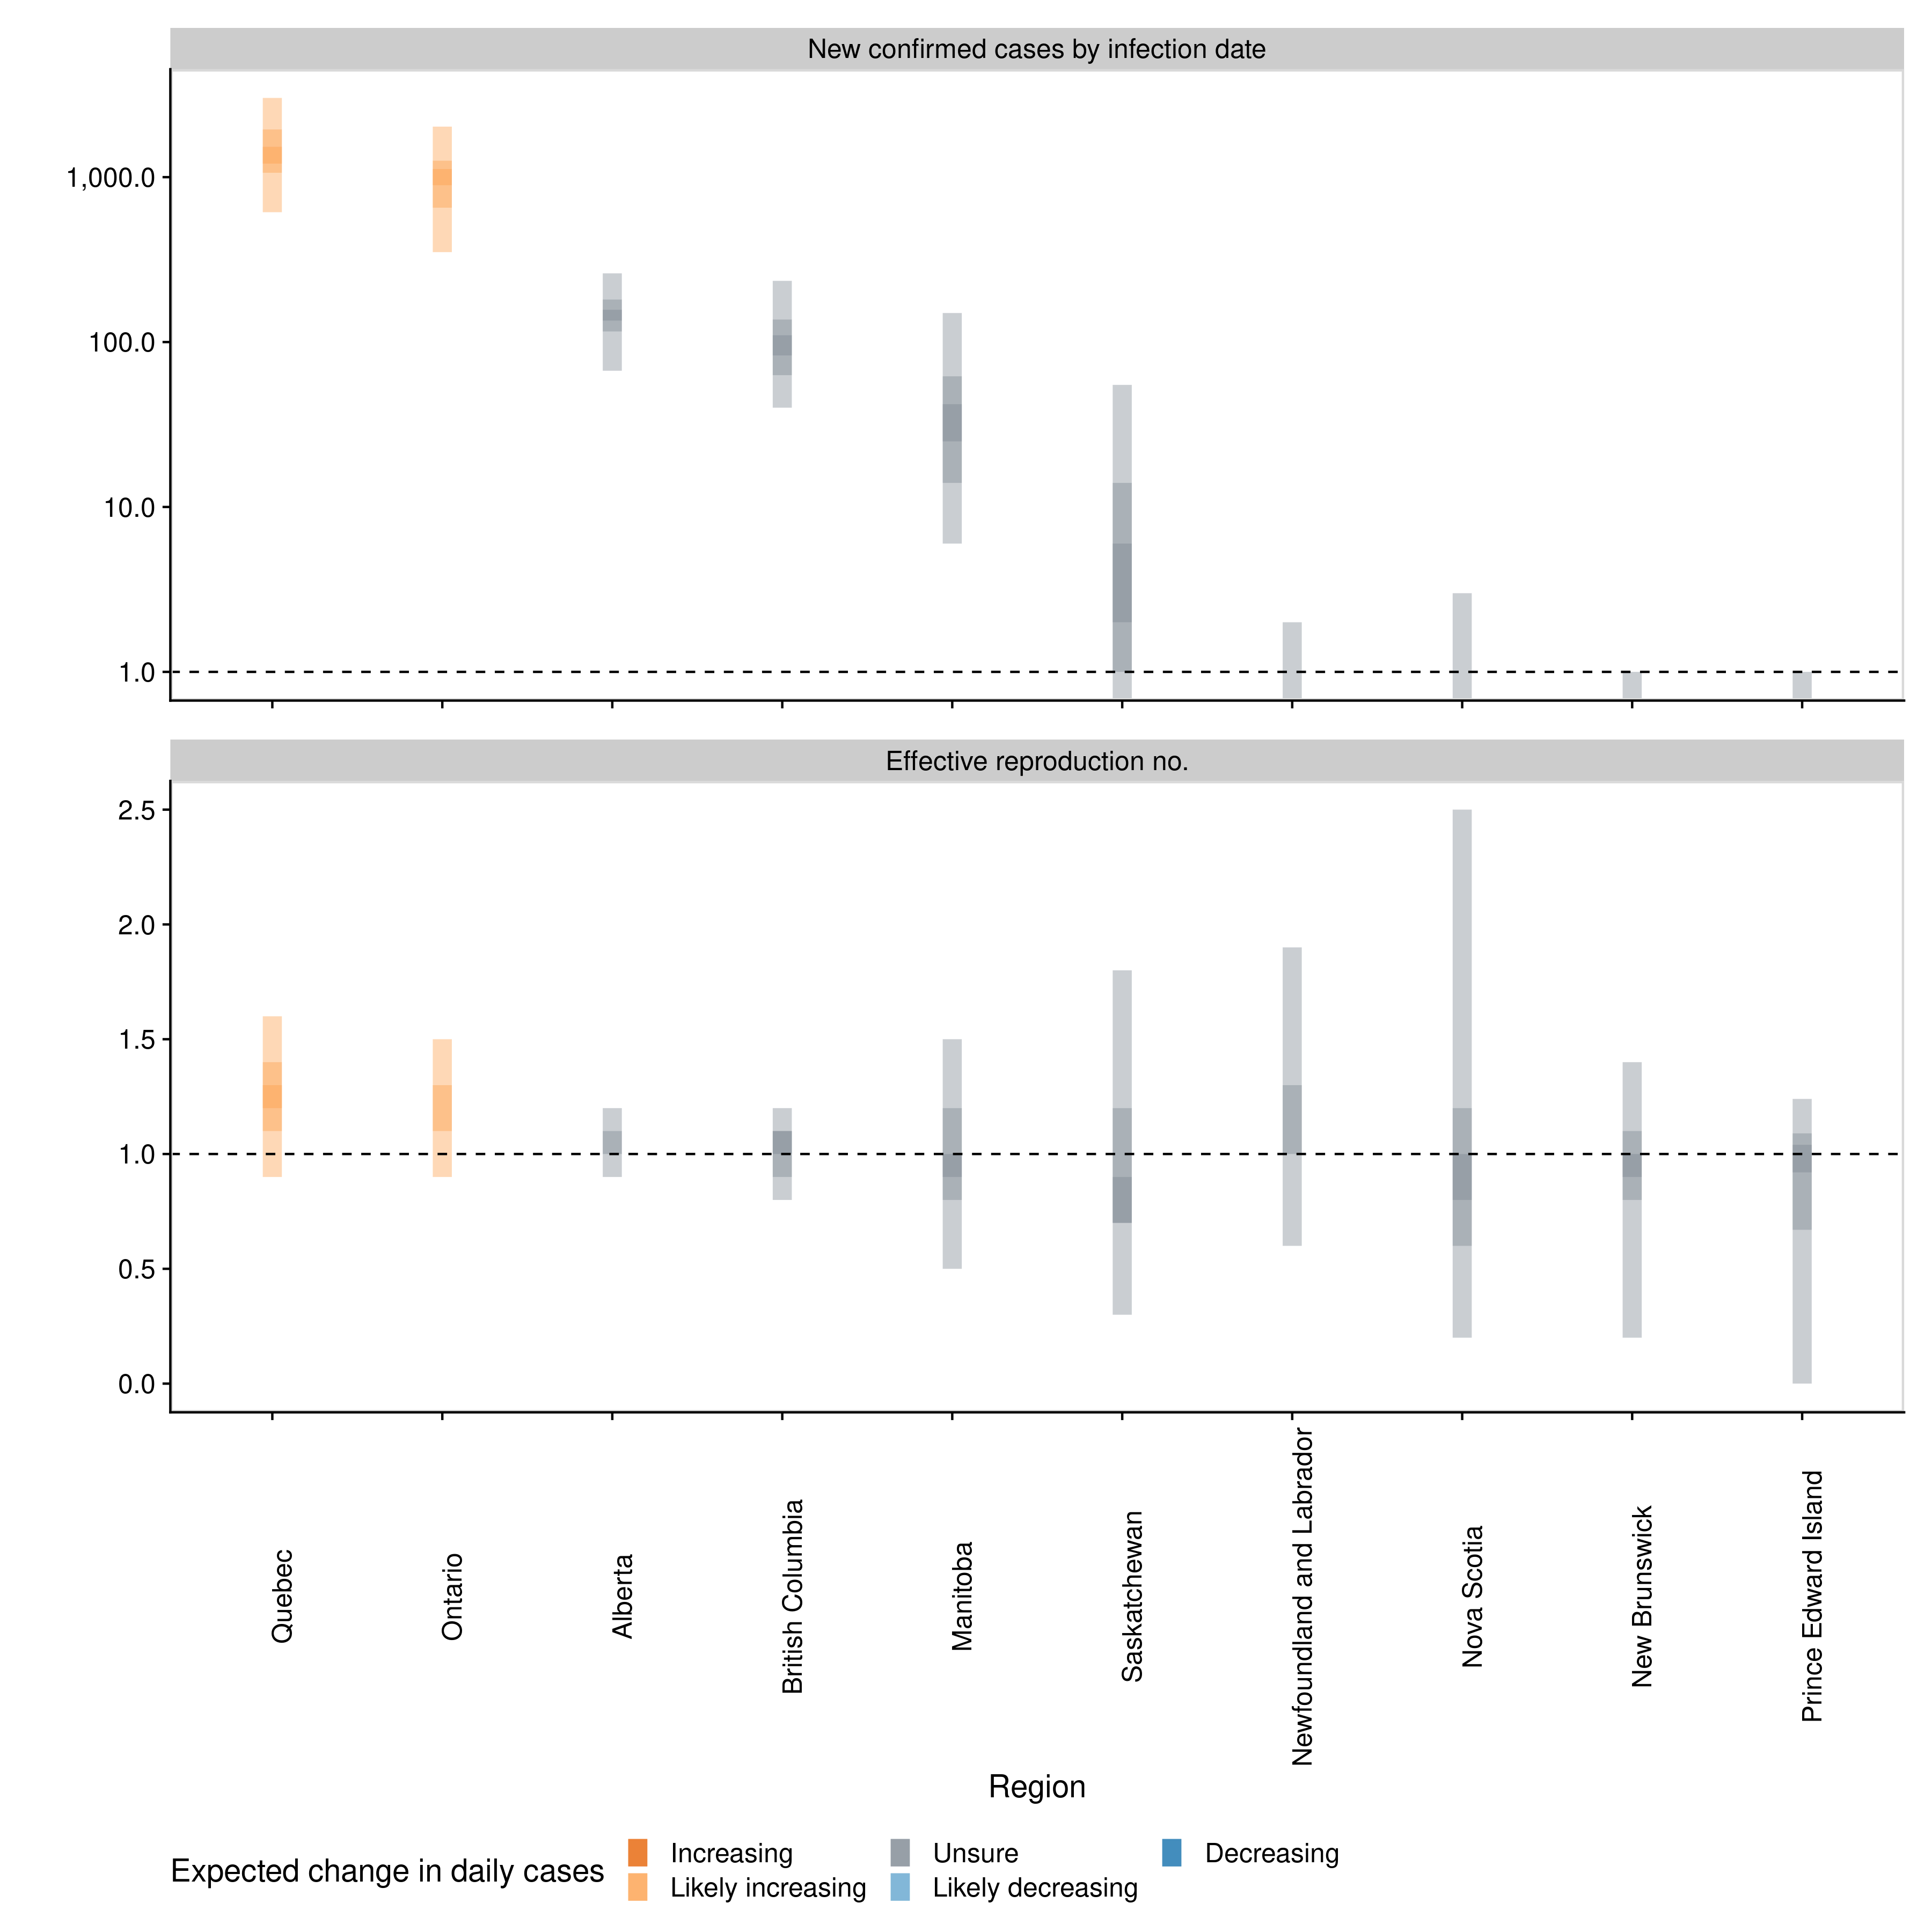 New confirmed cases by infection date
1,000.0
100.0
10.0
1.0
Effective reproduction no.
2.5
2.0
1.5
1.0
0.5
0.0
Quebec
Ontario
Alberta
British Columbia
Manitoba
Saskatchewan
Newfoundland and Labrador
Nova Scotia
New Brunswick
Prince Edward Island
Region
Expected change in daily cases
Increasing
Likely increasing
Unsure
Likely decreasing
Decreasing